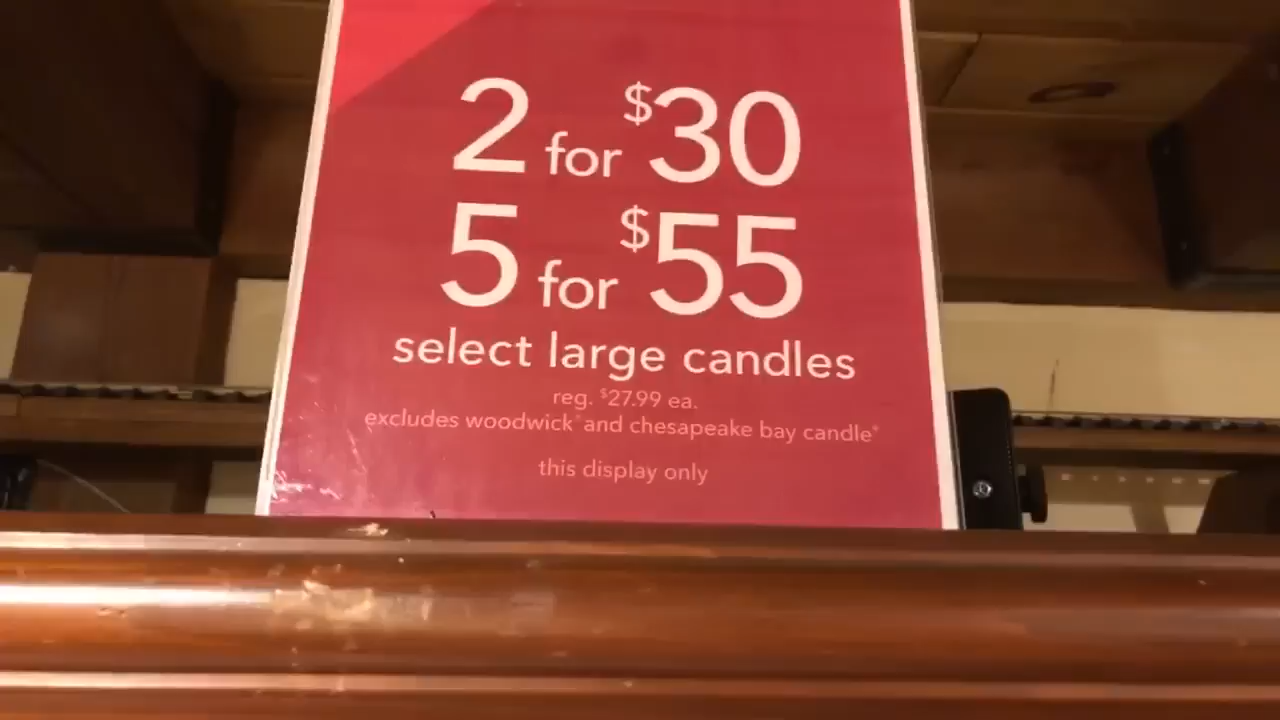 2 for $30
5 for $55
select large candles
reg. $27.99 ea.
excludes woodwick® and chesapeake bay candle®
this display only